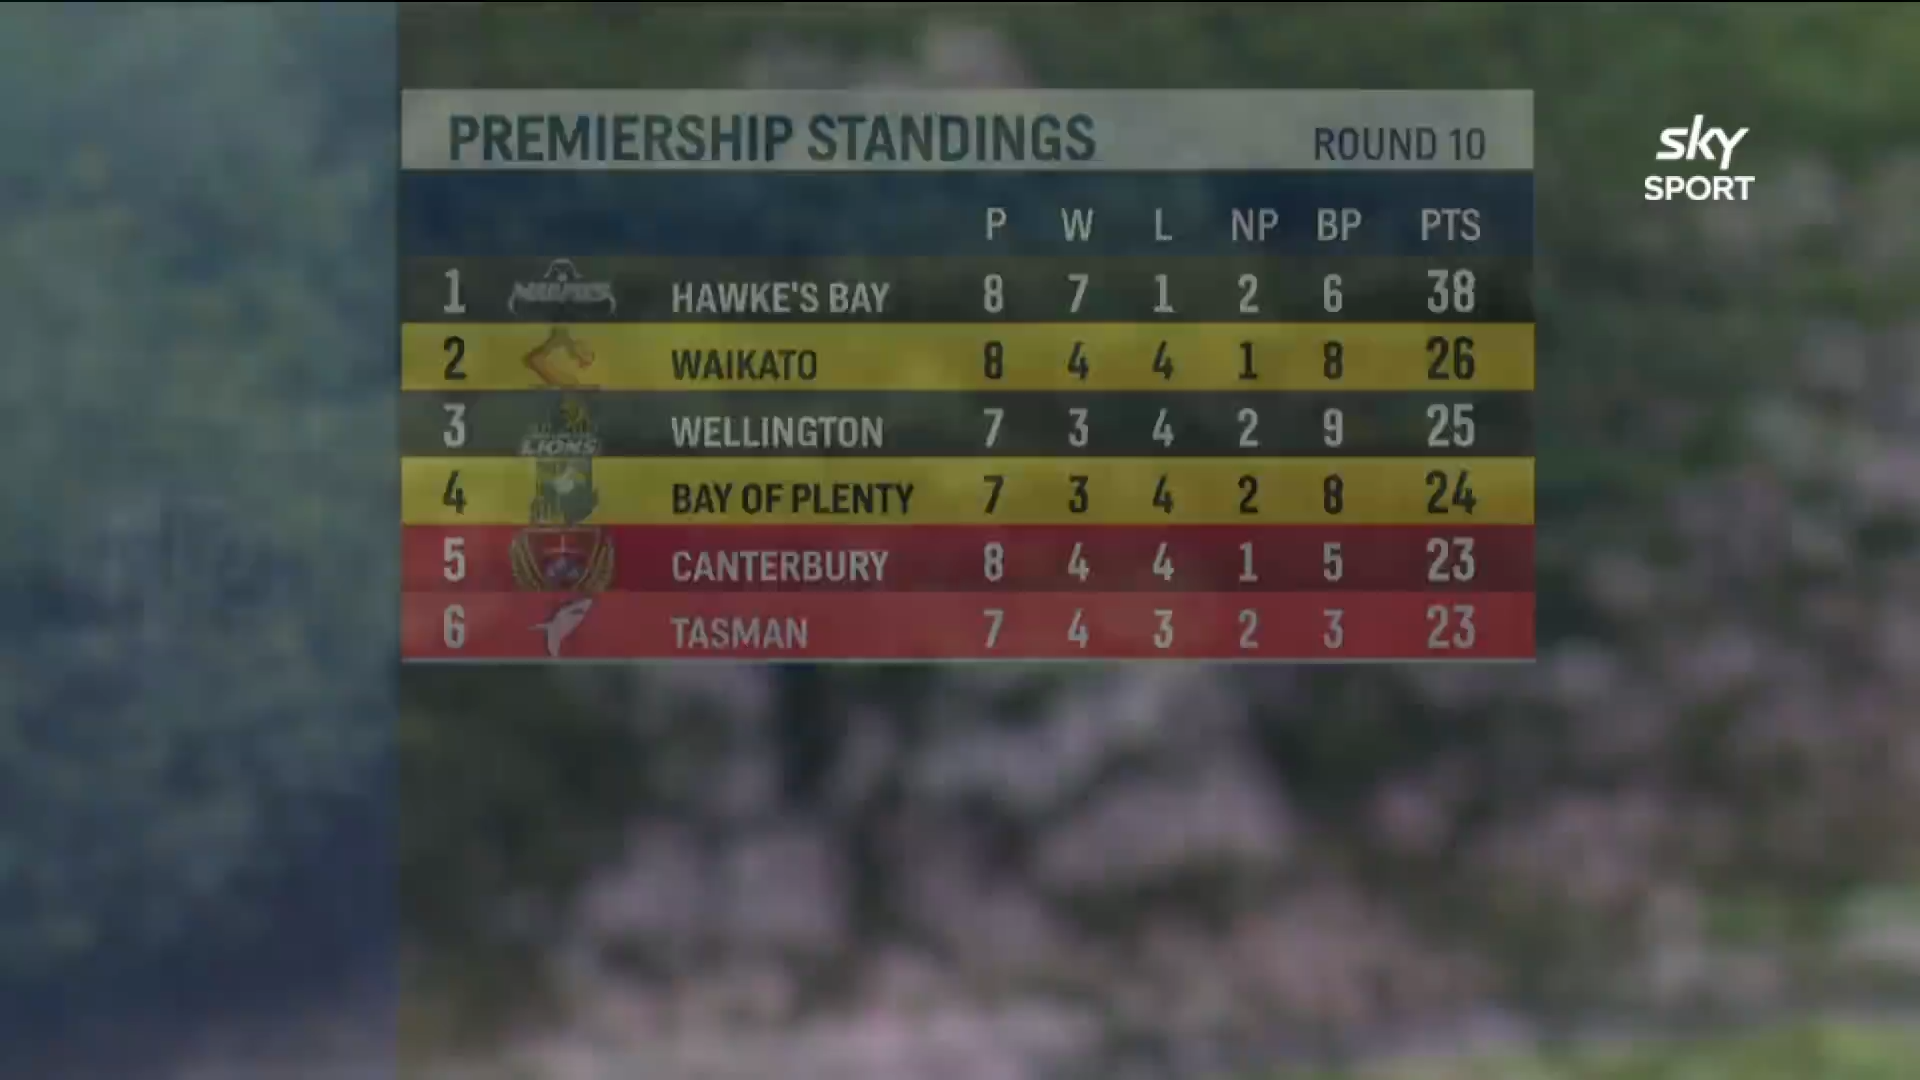 PREMIERSHIP STANDINGS ROUND 10
sky
SPORT
P W L NP BP PTS
1 HAWKE'S BAY 8 7 1 2 6 38
2 WAIKATO 8 4 4 1 8 26
3 LIONS WELLINGTON 7 3 4 2 9 25
4 BAY OF PLENTY 7 3 4 2 8 24
5 CANTERBURY 8 4 4 1 5 23
6 TASMAN 7 4 3 2 3 23